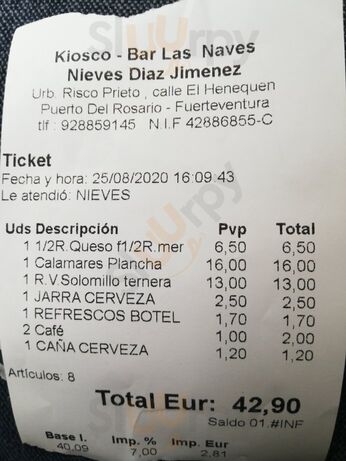 Kiosco - Bar Las Naves
Nieves Diaz Jimenez
Urb. Risco Prieto , calle El Henequen
Puerto Del Rosario - Fuerteventura
tlf : 928859145 N.I.F 42886855-C
Ticket
Fecha y hora: 25/08/2020 16:09:43
Le atendió: NIEVES
Uds Descripción Pvp Total
1 1/2R.Queso f1/2R.mer 6,50 6,50
1 Calamares Plancha 16,00 16,00
1 R.V.Solomillo ternera 13,00 13,00
1 JARRA CERVEZA 2,50 2,50
1 REFRESCOS BOTEL 1,70 1,70
2 Café 1,00 2,00
1 CAÑA CERVEZA 1,20 1,20
Articulos: 8
Total Eur: 42,90
Saldo 01.#INF
Base I. Imp. % Imp. Eur
40,09 7,00 2,81
Sluurpy